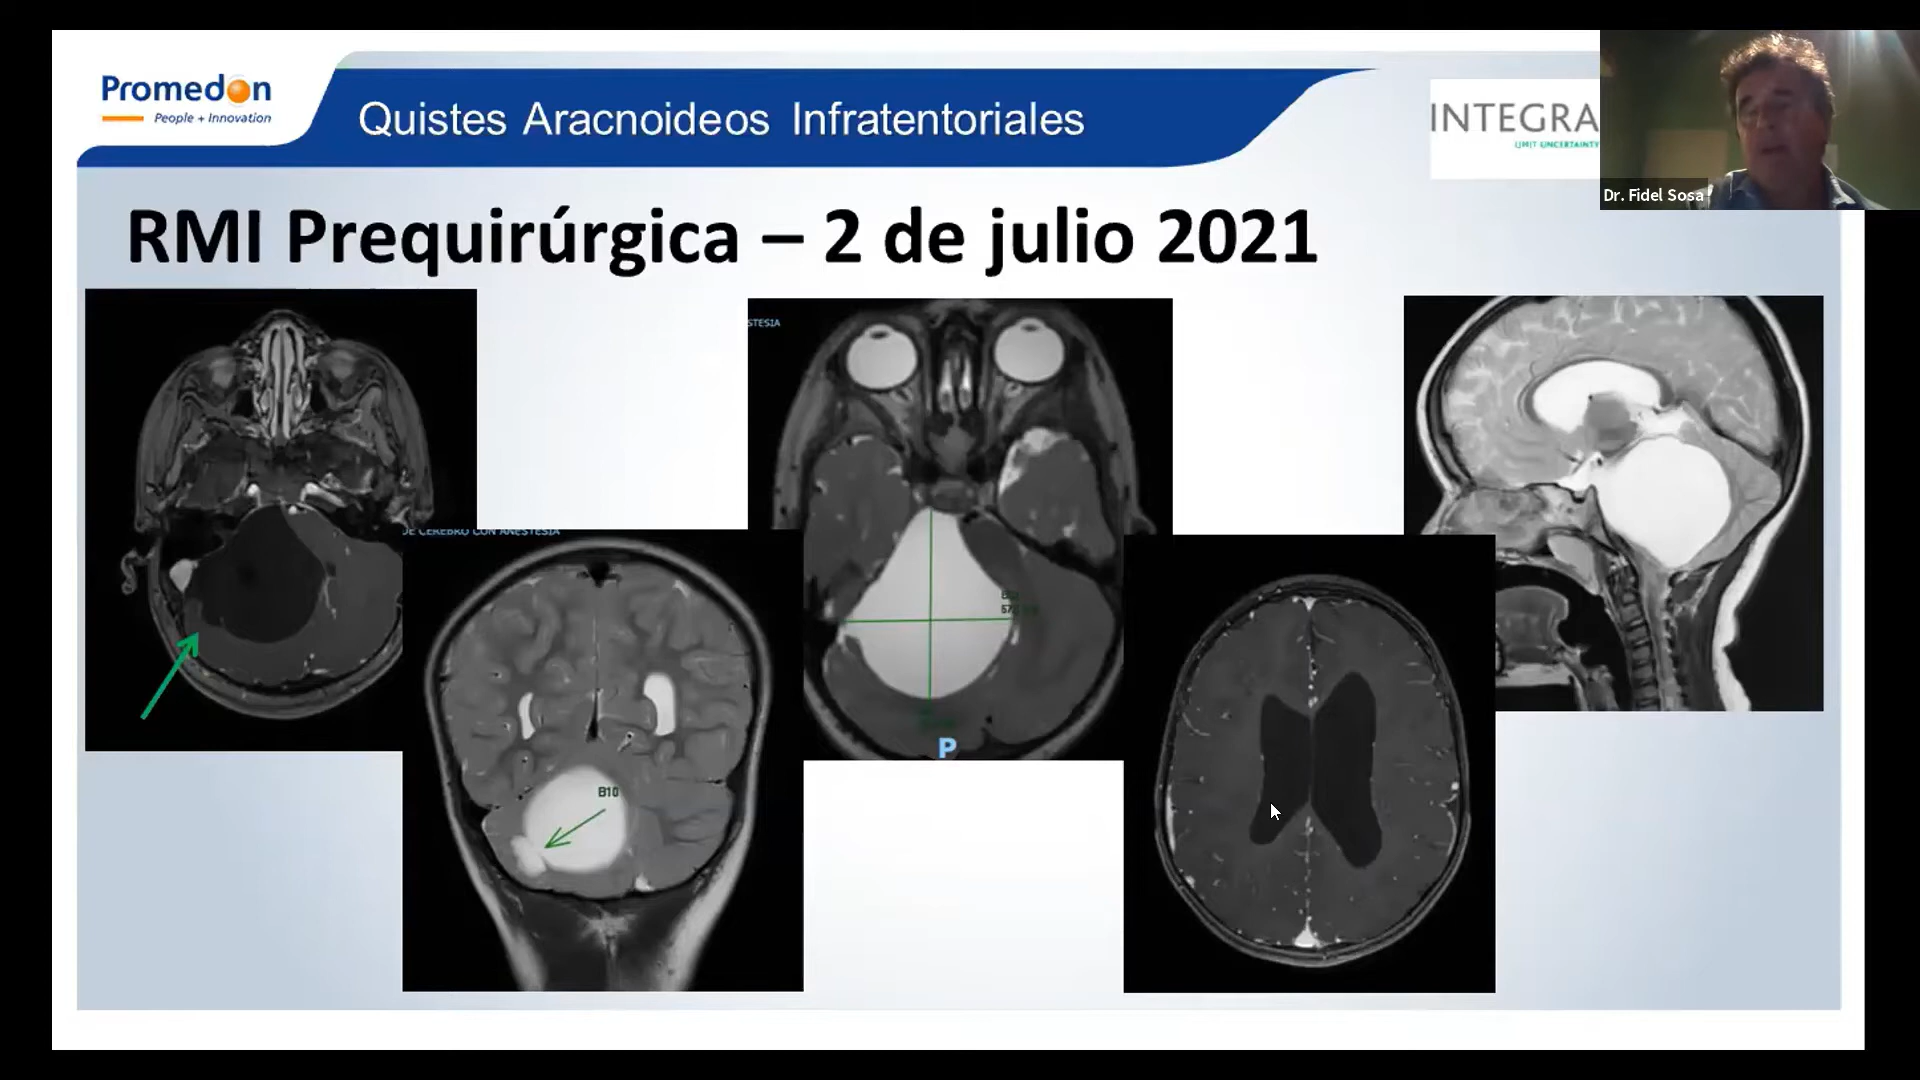 Promedon
People + Innovation
Quistes Aracnoideos Infratentoriales
INTEGRA
LIMIT UNCERTAINTY
Dr. Fidel Sosa
RMI Prequirúrgica – 2 de julio 2021
STESIA
DE CEREBRO CON ANESTESIA
B10
P